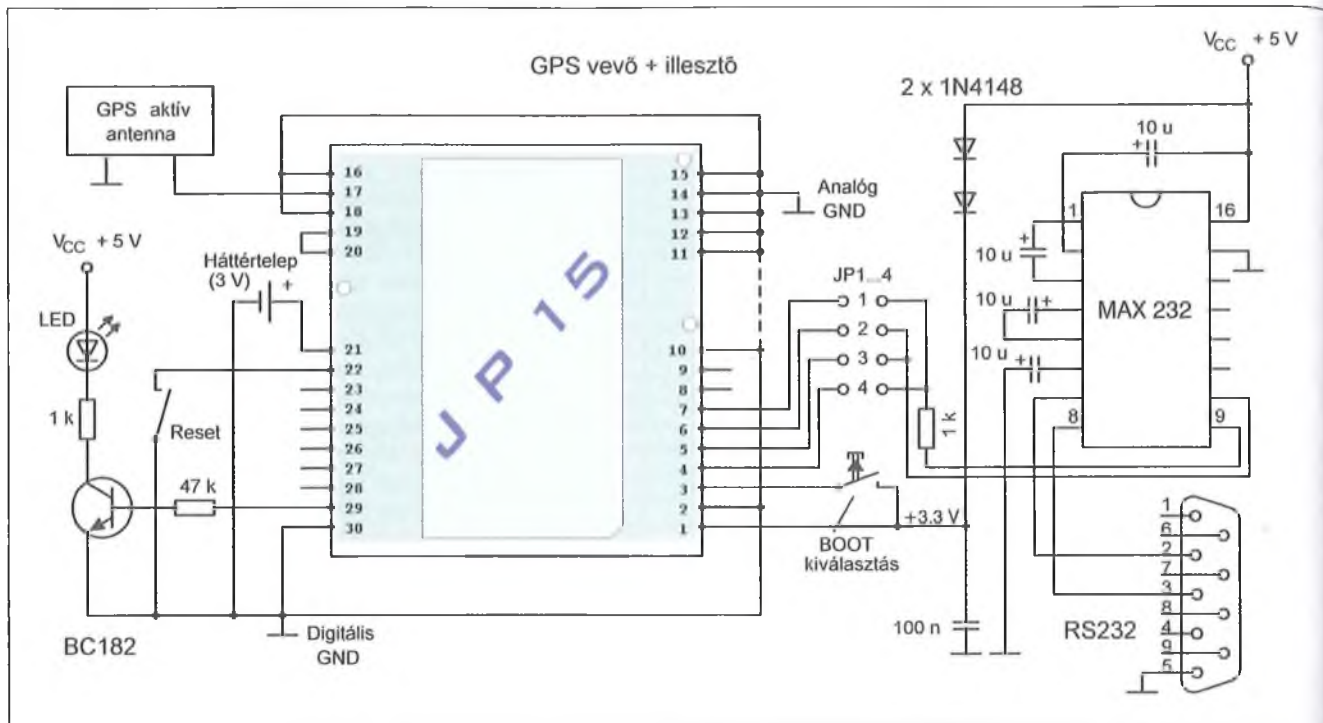 GPS vevő + illesztő
V_CC + 5 V
2 x 1N4148
GPS aktív
antenna
10 u
16
17
18
19
20
21
22
23
24
25
26
27
28
29
30
15
14
13
12
11
10
9
8
7
6
5
4
3
2
1
JP 15
Analóg
GND
V_CC + 5 V
LED
1 k
Háttértelep
(3 V)
+
Reset
47 k
BC182
Digitális
GND
JP1...4
1
2
3
4
1 k
+3.3 V
BOOT
kiválasztás
100 n
1
16
8
9
MAX 232
+
10 u
+
10 u
+
10 u
+
RS232
1
6
2
7
3
8
4
9
5